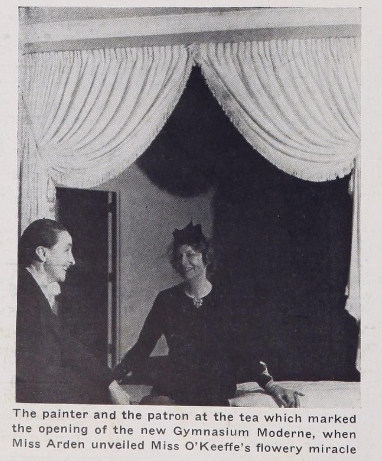 The painter and the patron at the tea which marked
the opening of the new Gymnasium Moderne, when
Miss Arden unveiled Miss O'Keeffe's flowery miracle